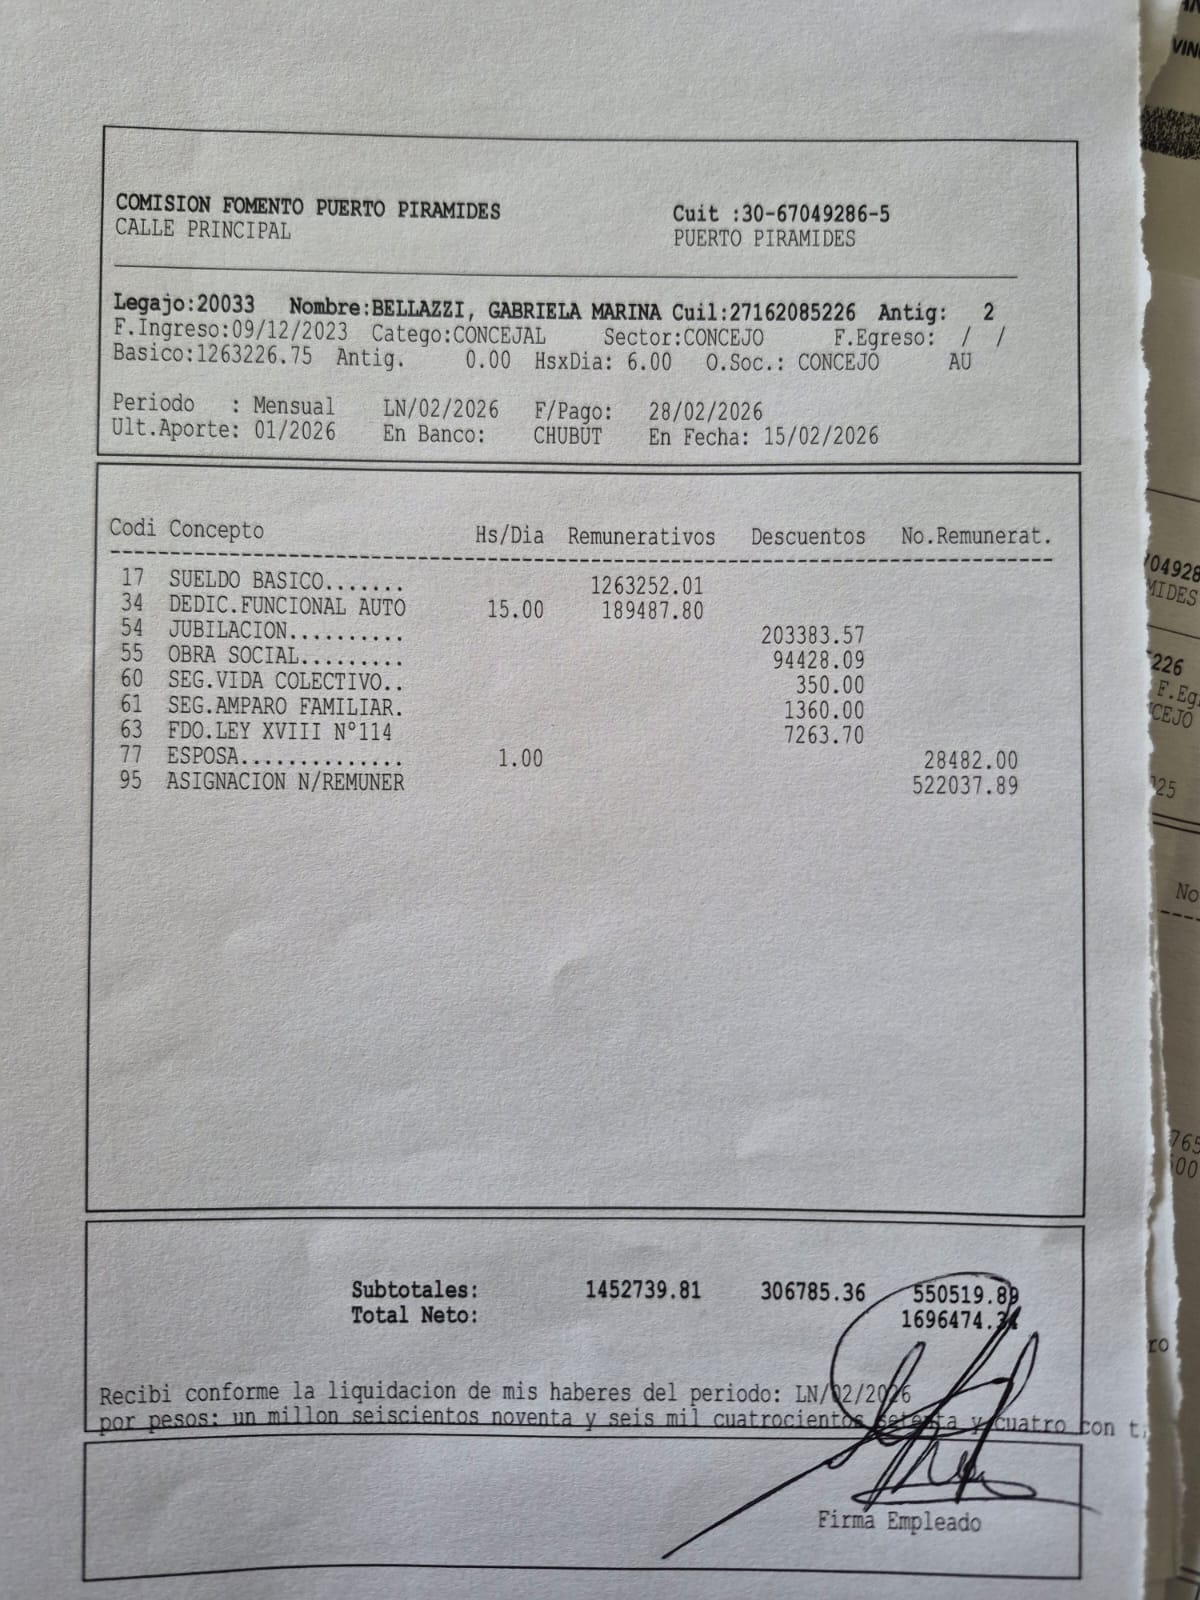 COMISION FOMENTO PUERTO PIRAMIDES Cuit :30-67049286-5
CALLE PRINCIPAL PUERTO PIRAMIDES
Legajo:20033 Nombre:BELLAZZI, GABRIELA MARINA Cuil:27162085226 Antig: 2
F.Ingreso:09/12/2023 Catego:CONCEJAL Sector:CONCEJO F.Egreso: / /
Basico:1263226.75 Antig. 0.00 HsxDia: 6.00 O.Soc.: CONCEJO AU
Periodo : Mensual LN/02/2026 F/Pago: 28/02/2026
Ult.Aporte: 01/2026 En Banco: CHUBUT En Fecha: 15/02/2026
Codi Concepto Hs/Dia Remunerativos Descuentos No.Remunerat.
17 SUELDO BASICO....... 1263252.01
34 DEDIC.FUNCIONAL AUTO 15.00 189487.80
54 JUBILACION.......... 203383.57
55 OBRA SOCIAL......... 94428.09
60 SEG.VIDA COLECTIVO.. 350.00
61 SEG.AMPARO FAMILIAR. 1360.00
63 FDO.LEY XVIII N°114 7263.70
77 ESPOSA.............. 1.00 28482.00
95 ASIGNACION N/REMUNER 522037.89
Subtotales: 1452739.81 306785.36 550519.89
Total Neto: 1696474.34
Recibi conforme la liquidacion de mis haberes del periodo: LN/02/2026
por pesos: un millon seiscientos noventa y seis mil cuatrocientos setenta y cuatro con
Firma Empleado